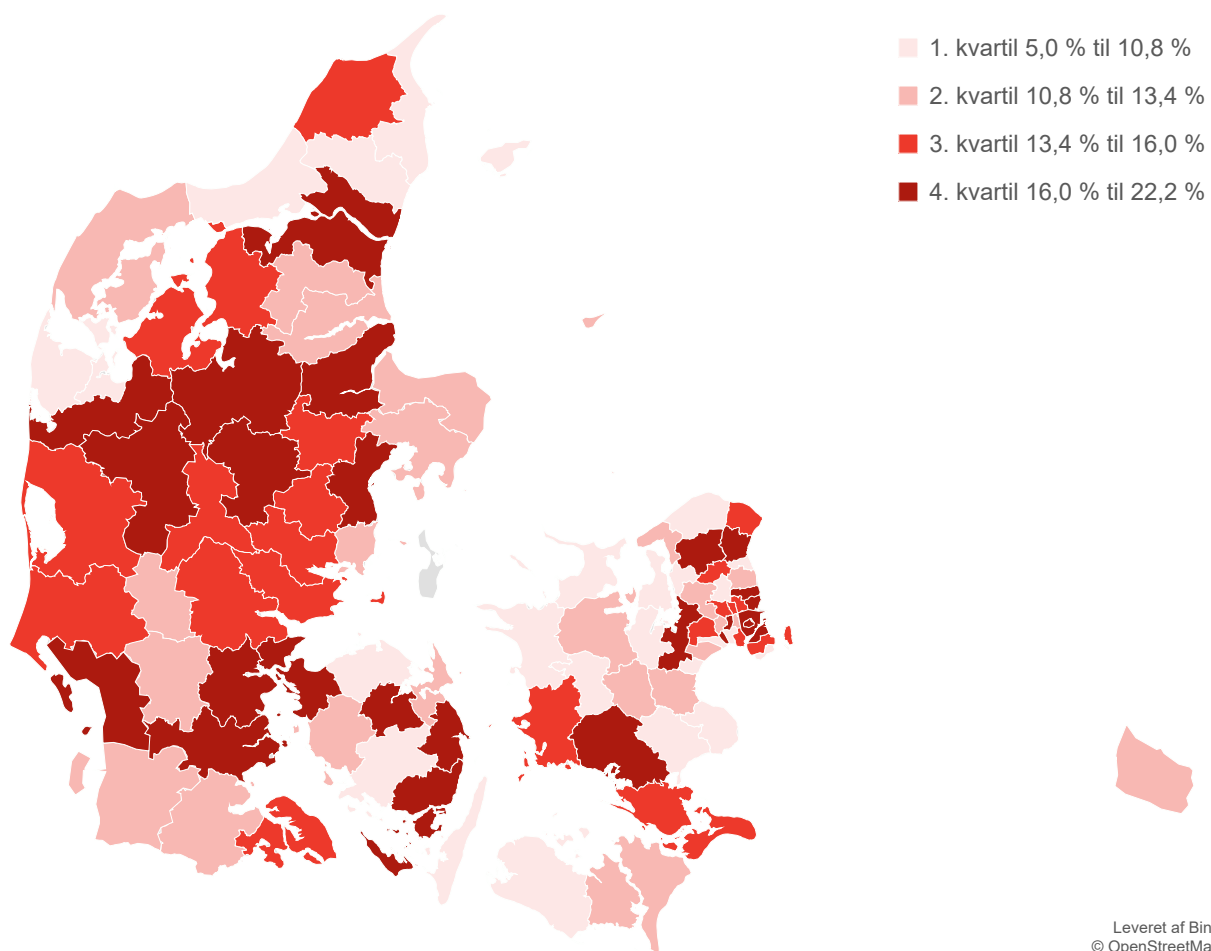 1. kvartil 5,0 % til 10,8 %
2. kvartil 10,8 % til 13,4 %
3. kvartil 13,4 % til 16,0 %
4. kvartil 16,0 % til 22,2 %
Leveret af Bin
© OpenStreetMa